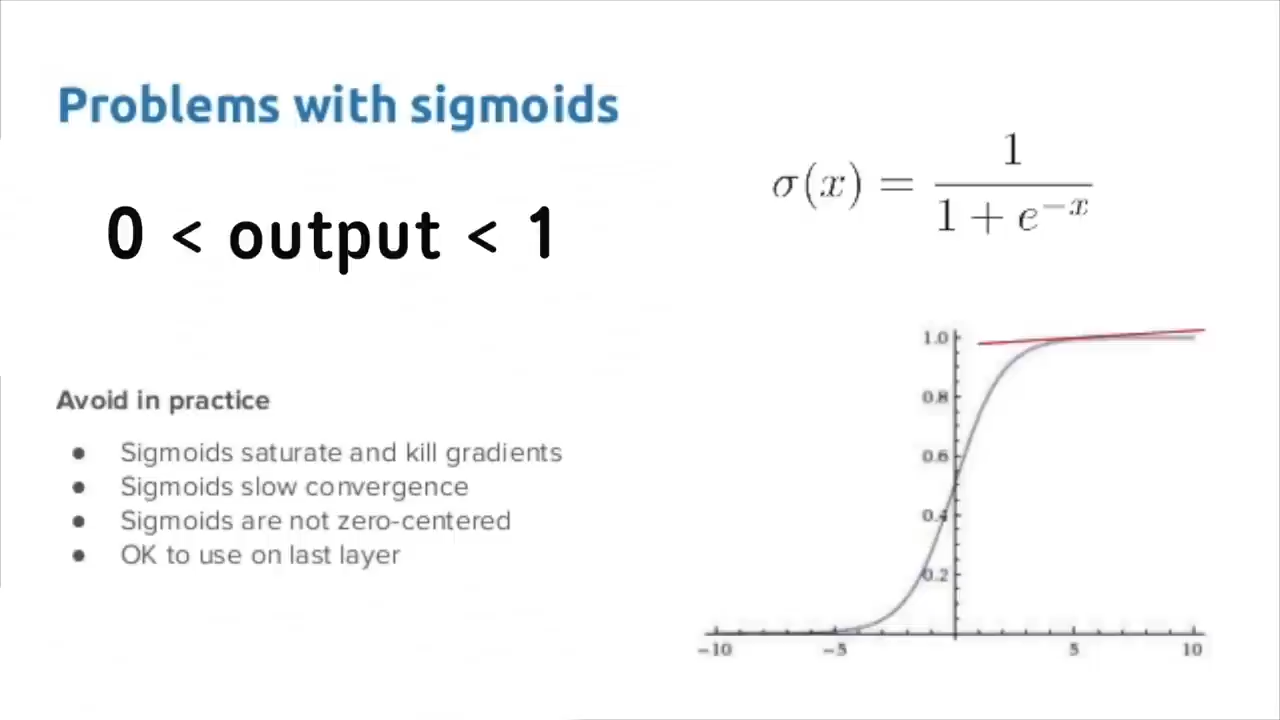 Problems with sigmoids
0 < output < 1
σ(x) = 1 / (1 + e^{-x})
Avoid in practice
● Sigmoids saturate and kill gradients
● Sigmoids slow convergence
● Sigmoids are not zero-centered
● OK to use on last layer
1.0
0.8
0.6
0.4
0.2
−10 −5 5 10